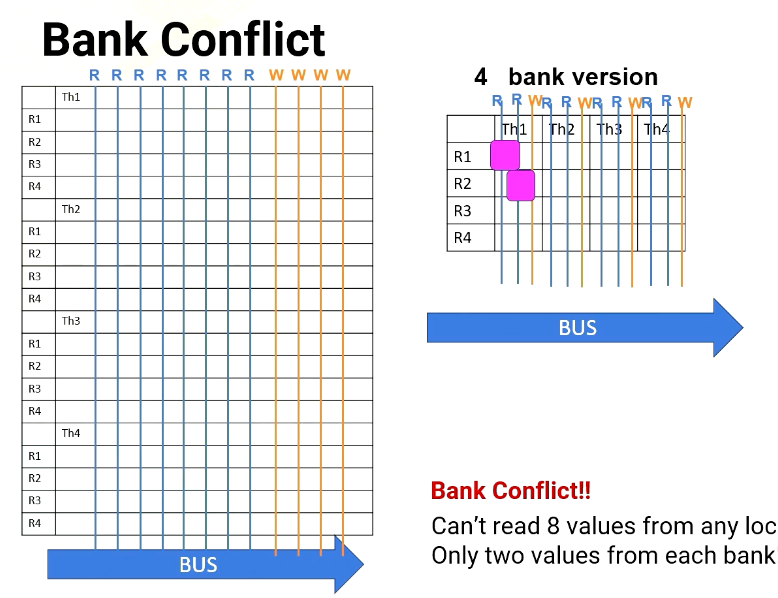 Bank Conflict
R R R R R R R R W W W W
Th1
R1
R2
R3
R4
Th2
R1
R2
R3
R4
Th3
R1
R2
R3
R4
Th4
R1
R2
R3
R4
BUS
4 bank version
R R W R R W R R W R R W
Th1 Th2 Th3 Th4
R1
R2
R3
R4
BUS
Bank Conflict!!
Can't read 8 values from any loc
Only two values from each bank